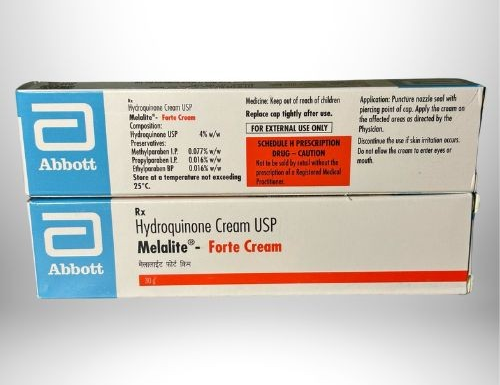 Abbott
Rx
Hydroquinone Cream USP
Melalite®- Forte Cream
Composition:
Hydroquinone USP 4% w/w
Preservatives:
Methylparaben I.P. 0.077% w/w
Propylparaben I.P. 0.016% w/w
Ethylparaben BP 0.016% w/w
Store at a temperature not exceeding
25°C.
Medicine: Keep out of reach of children
Replace cap tightly after use.
FOR EXTERNAL USE ONLY
SCHEDULE H PRESCRIPTION
DRUG – CAUTION
Not to be sold by retail without the
prescription of a Registered Medical
Practitioner.
Application: Puncture nozzle seal with
piercing point of cap. Apply the cream on
the affected areas as directed by the
Physician.
Discontinue the use if skin irritation occurs.
Do not allow the cream to enter eyes or
mouth.
Abbott
Rx
Hydroquinone Cream USP
Melalite®- Forte Cream
मेलालाईट फोर्ट क्रिम